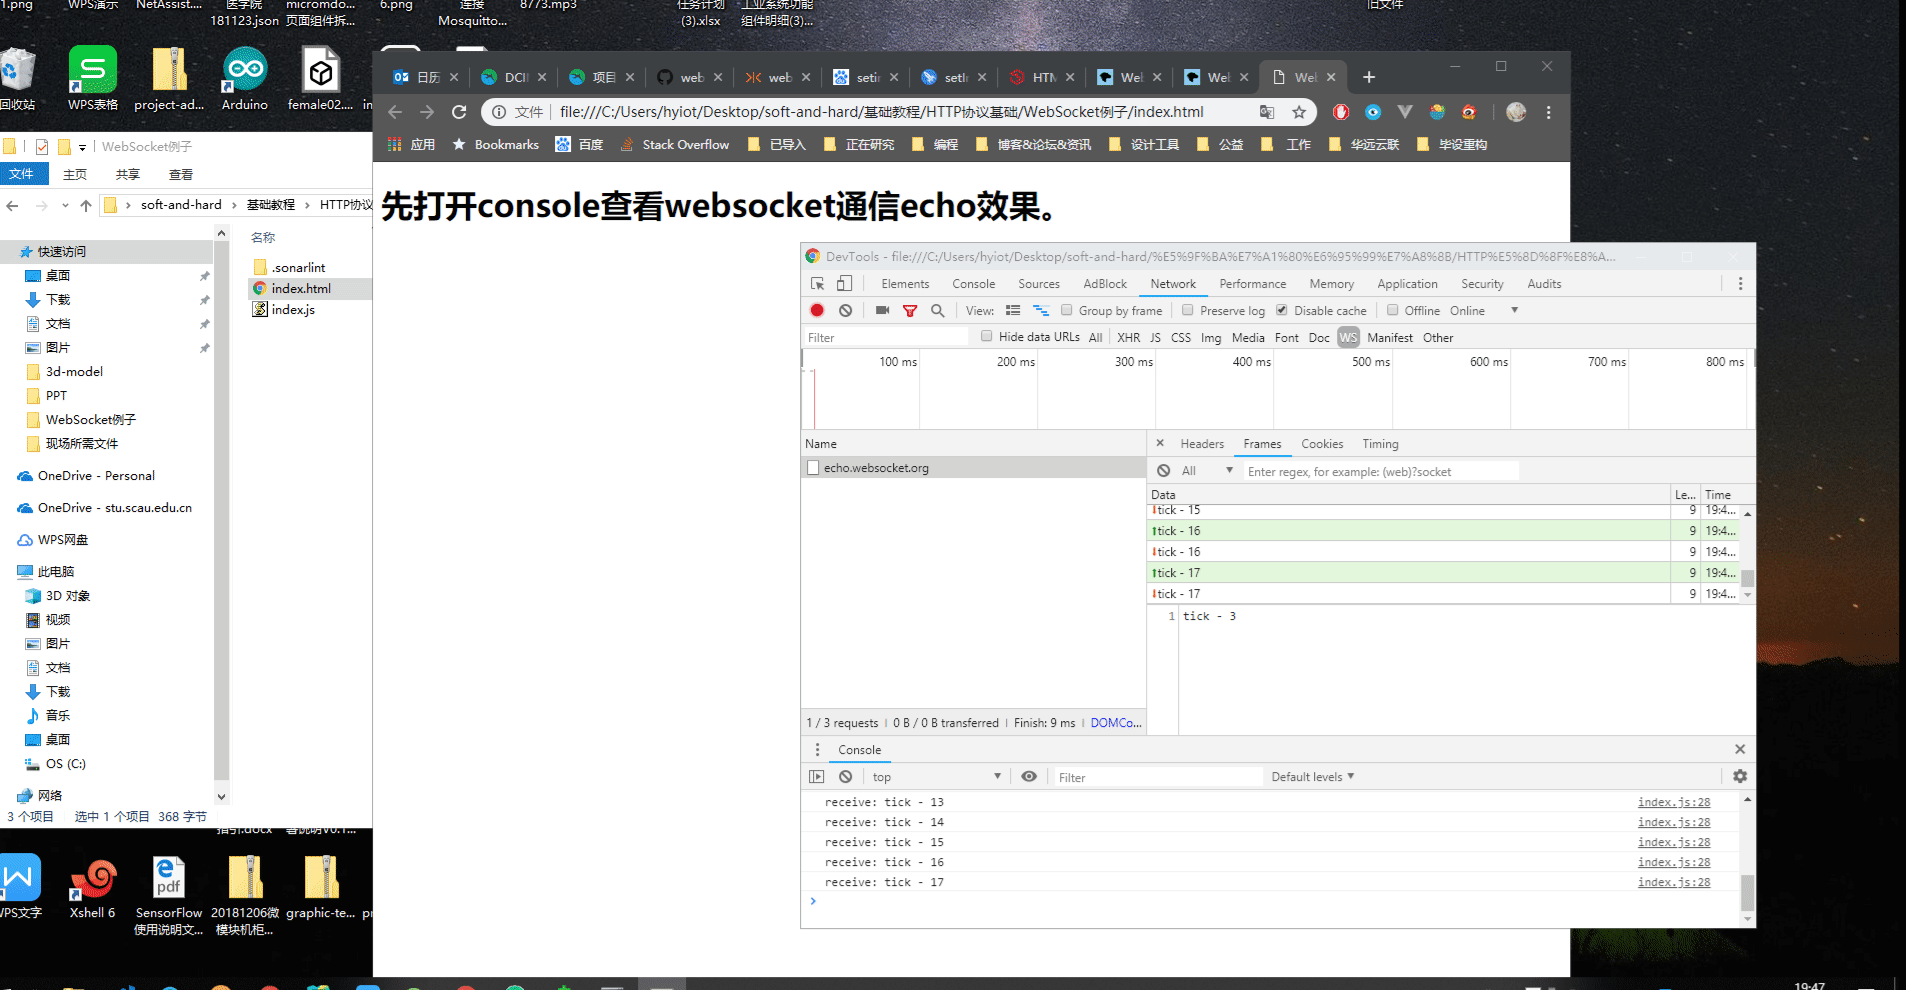 1.png
WPS演示
NetAssist...
医学院
181123.json
micromdo...
页面组件拆...
6.png
连接
Mosquitto...
8773.mp3
任务计划
(3).xlsx
工业系统功能
组件明细(3)...
旧文件
回收站
WPS表格
project-ad...
Arduino
female02....
WebSocket例子
文件
主页
共享
查看
soft-and-hard
基础教程
HTTP协议
名称
快速访问
桌面
下载
文档
图片
3d-model
PPT
WebSocket例子
现场所需文件
OneDrive - Personal
OneDrive - stu.scau.edu.cn
WPS网盘
此电脑
3D 对象
视频
图片
文档
下载
音乐
桌面
OS (C:)
网络
.sonarlint
index.html
index.js
3 个项目
选中 1 个项目 368 字节
WPS文字
Xshell 6
SensorFlow
使用说明文...
20181206微
模块机柜...
graphic-te...
日历
DCI
项目
web
web
seti
setI
HTM
Web
Web
Web
文件
file:///C:/Users/hyiot/Desktop/soft-and-hard/基础教程/HTTP协议基础/WebSocket例子/index.html
应用
Bookmarks
百度
Stack Overflow
已导入
正在研究
编程
博客&论坛&资讯
设计工具
公益
工作
华远云联
毕设重构
先打开console查看websocket通信echo效果。
DevTools - file:///C:/Users/hyiot/Desktop/soft-and-hard/%E5%9F%BA%E7%A1%80%E6%95%99%E7%A8%8B/HTTP%E5%8D%8F%E8%A...
Elements
Console
Sources
AdBlock
Network
Performance
Memory
Application
Security
Audits
View:
Group by frame
Preserve log
Disable cache
Offline
Online
Filter
Hide data URLs
All
XHR
JS
CSS
Img
Media
Font
Doc
WS
Manifest
Other
100 ms
200 ms
300 ms
400 ms
500 ms
600 ms
700 ms
800 ms
Name
echo.websocket.org
Headers
Frames
Cookies
Timing
All
Enter regex, for example: (web)?socket
Data
Le...
Time
tick - 15 9 19:4...
tick - 16 9 19:4...
tick - 16 9 19:4...
tick - 17 9 19:4...
tick - 17 9 19:4...
1 tick - 3
1 / 3 requests
0 B / 0 B transferred
Finish: 9 ms
DOMCo...
Console
top
Filter
Default levels
receive: tick - 13 index.js:28
receive: tick - 14 index.js:28
receive: tick - 15 index.js:28
receive: tick - 16 index.js:28
receive: tick - 17 index.js:28
19:47